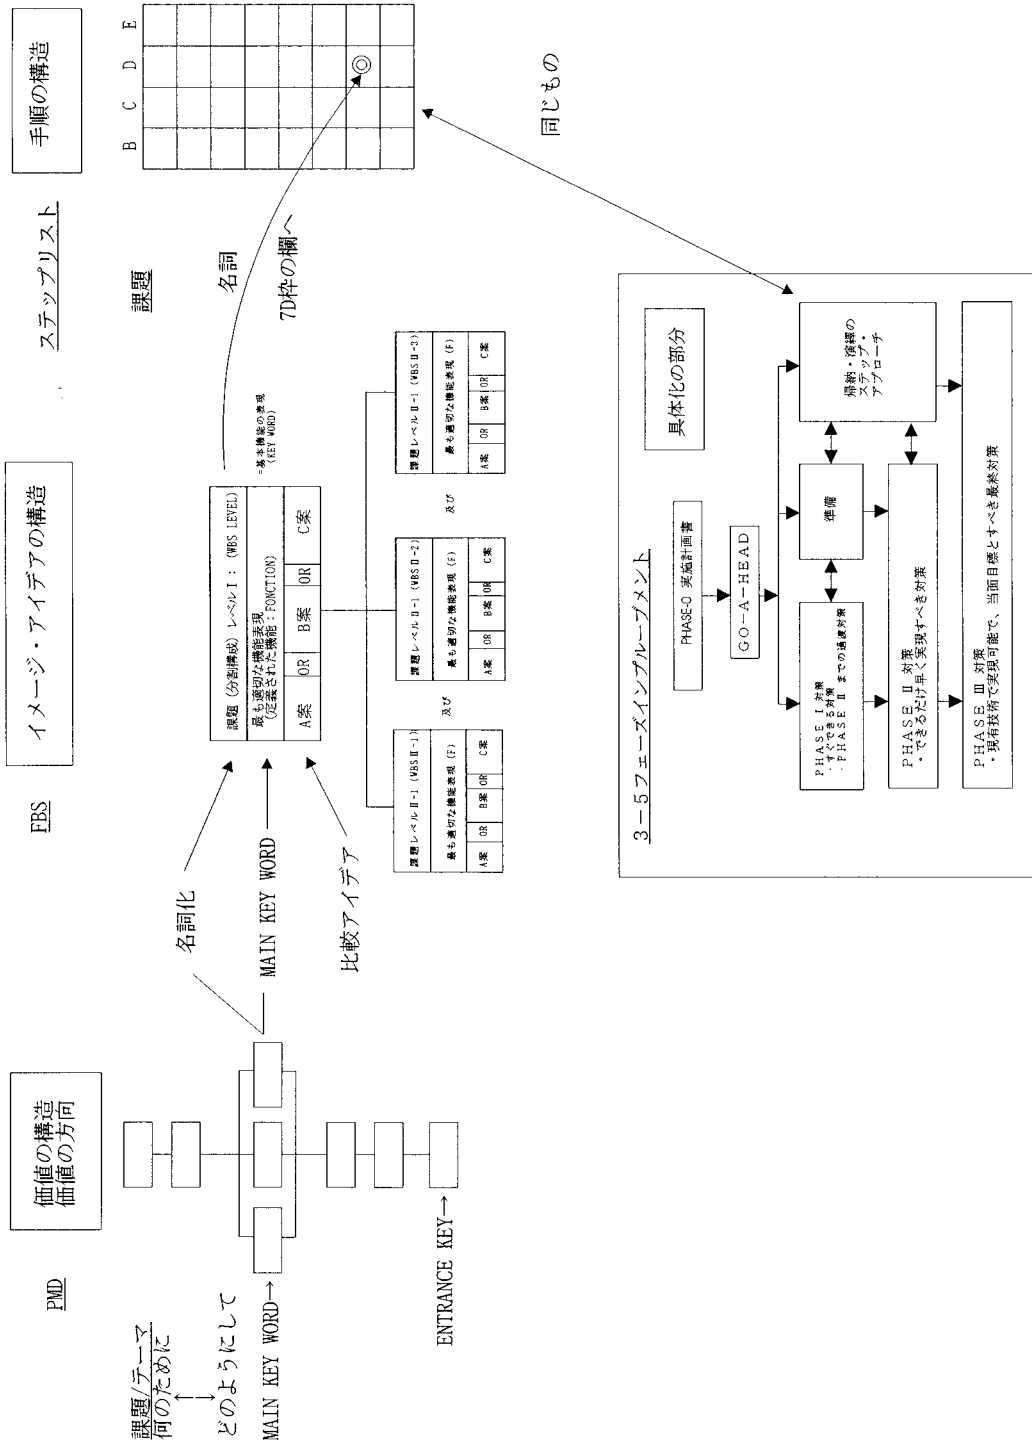 PMD
価値の構造
価値の方向
課題/テーマ
何のために
どのようにして
MAIN KEY WORD→
ENTRANCE KEY→
FBS
イメージ・アイデアの構造
名詞化
MAIN KEY WORD
比較アイデア
課題(分割構成)レベルⅠ:(WBS LEVEL)
最も適切な機能表現
(定義された機能:FONCTION)
A案 OR B案 OR C案
=基本機能の表現
(KEY WORD)
課題レベルⅡ-1(WBSⅡ-1)
最も適切な機能表現(F)
A案 OR B案 OR C案
及び
課題レベルⅡ-1(WBSⅡ-2)
最も適切な機能表現(F)
A案 OR B案 OR C案
及び
課題レベルⅡ-1(WBSⅡ-3)
最も適切な機能表現(F)
A案 OR B案 OR C案
ステップリスト
手順の構造
課題
名詞
7D枠の欄へ
B C D E
同じもの
3-5フェーズインプルーブメント
具体化の部分
PHASE-0 実施計画書
GO-A-HEAD
PHASE Ⅰ 対策
・すぐできる対策
・PHASE Ⅱ までの過渡対策
準備
帰納・演繹の
ステップ・
アプローチ
PHASE Ⅱ 対策
・できるだけ早く実現すべき対策
PHASE Ⅲ 対策
・現有技術で実現可能で、当面目標とすべき最終対策